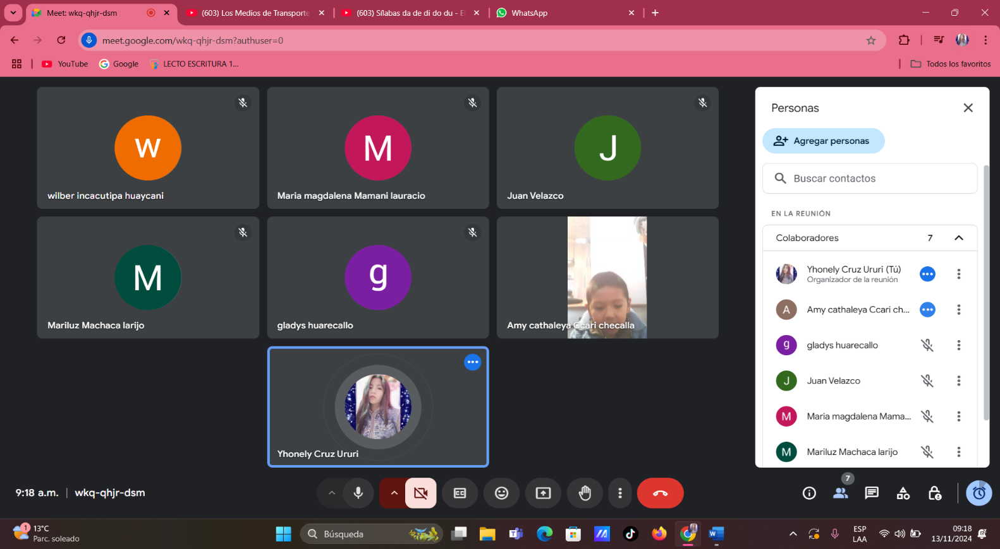 Meet: wkq-qhjr-dsm
(603) Los Medios de Transporte
(603) Sílabas da de di do du - E
WhatsApp
meet.google.com/wkq-qhjr-dsm?authuser=0
YouTube
Google
LECTO ESCRITURA 1...
Todos los favoritos
W
wilber incacutipa huaycani
M
Maria magdalena Mamani lauracio
J
Juan Velazco
M
Mariluz Machaca larijo
g
gladys huarecallo
Amy cathaleya Ccari checalla
Yhonely Cruz Ururi
Personas
Agregar personas
Buscar contactos
EN LA REUNIÓN
Colaboradores 7
Yhonely Cruz Ururi (Tú)
Organizador de la reunión
A Amy cathaleya Ccari ch...
g gladys huarecallo
J Juan Velazco
M Maria magdalena Mama...
M Mariluz Machaca larijo
9:18 a.m. | wkq-qhjr-dsm
7
1
13°C
Parc. soleado
Búsqueda
ESP
LAA
09:18
13/11/2024